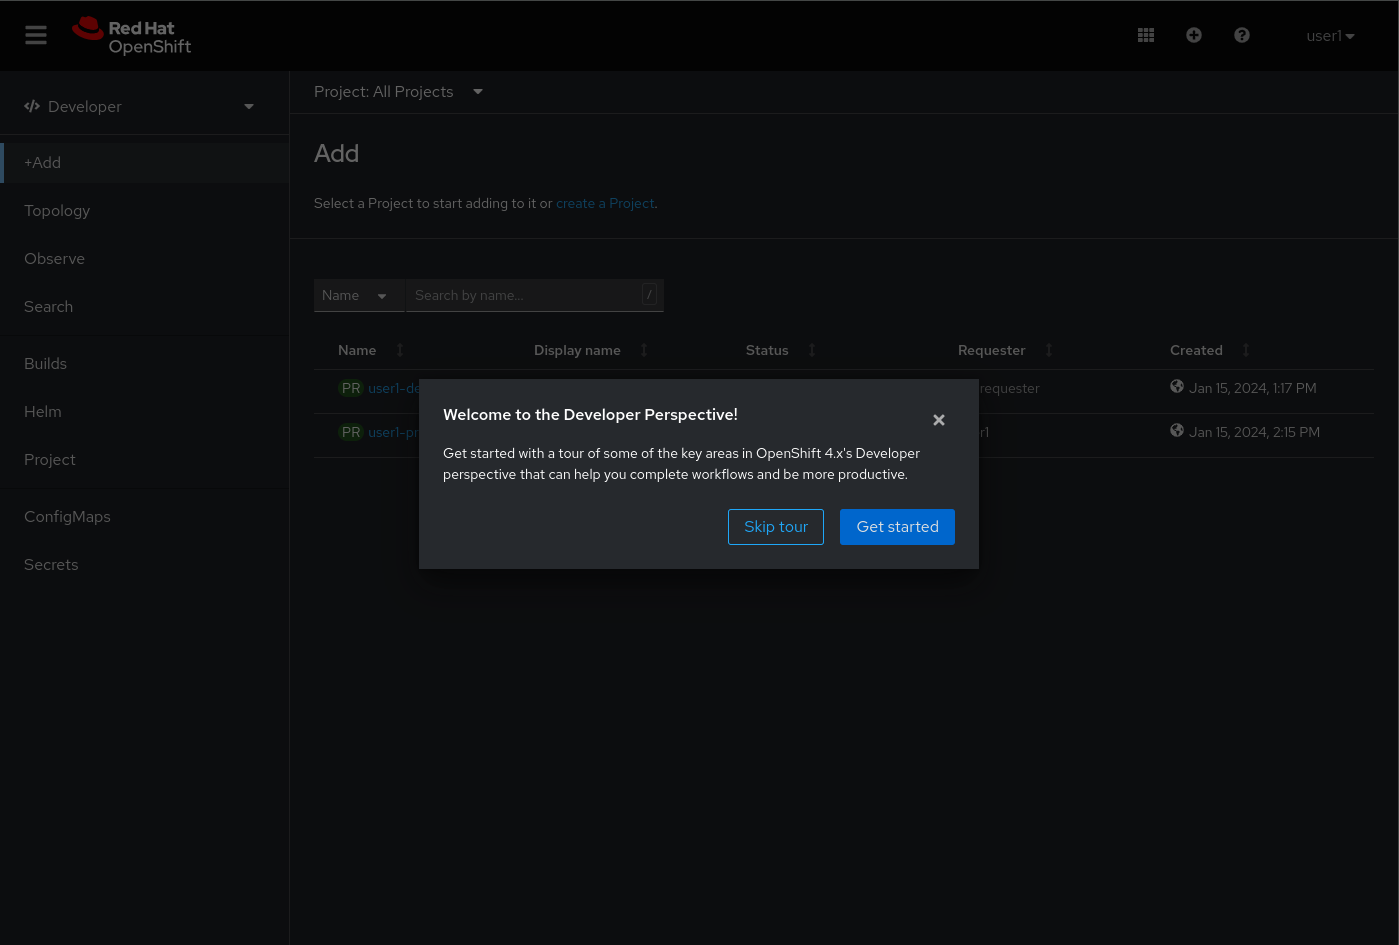 Red Hat
OpenShift
user1
Developer
Project: All Projects
+Add
Topology
Observe
Search
Builds
Helm
Project
ConfigMaps
Secrets
Add
Select a Project to start adding to it or create a Project.
Name
Search by name...
/
Name Display name Status Requester Created
PR user1-de requester Jan 15, 2024, 1:17 PM
PR user1-pr r1 Jan 15, 2024, 2:15 PM
Welcome to the Developer Perspective!
Get started with a tour of some of the key areas in OpenShift 4.x's Developer
perspective that can help you complete workflows and be more productive.
Skip tour
Get started